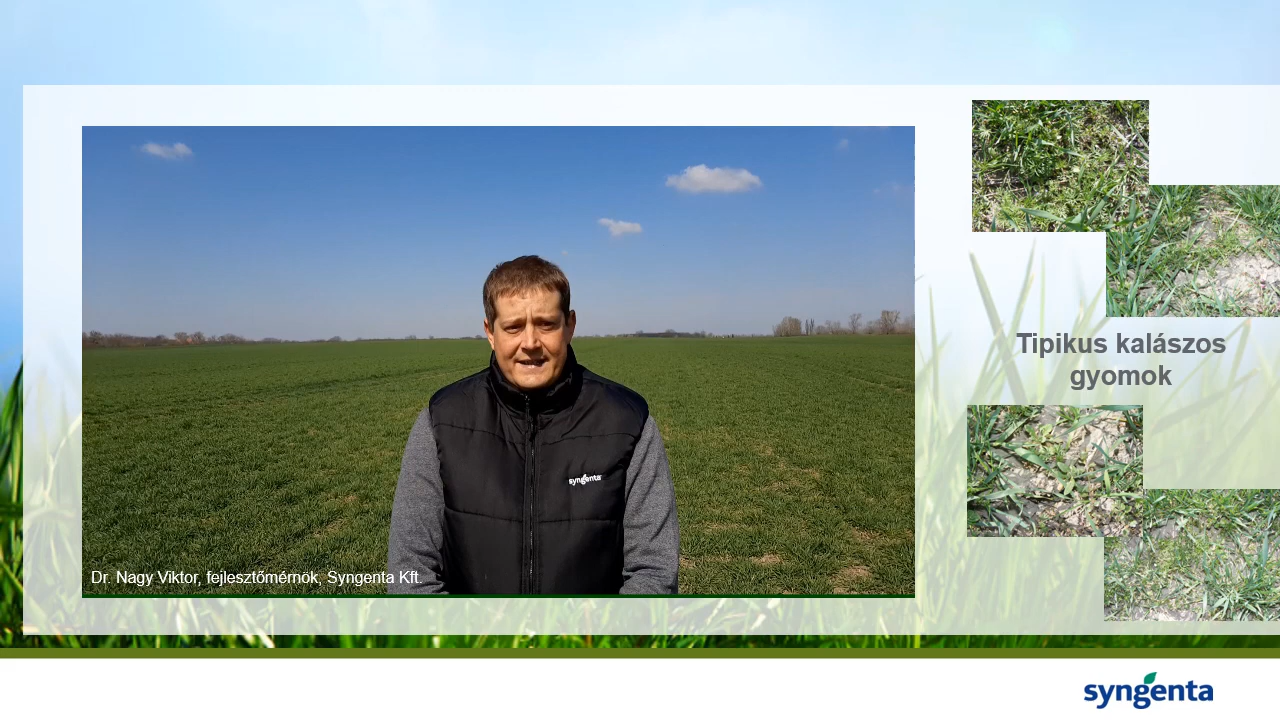 syngenta
Dr. Nagy Viktor, fejlesztőmérnök, Syngenta Kft.
Tipikus kalászos
gyomok
syngenta